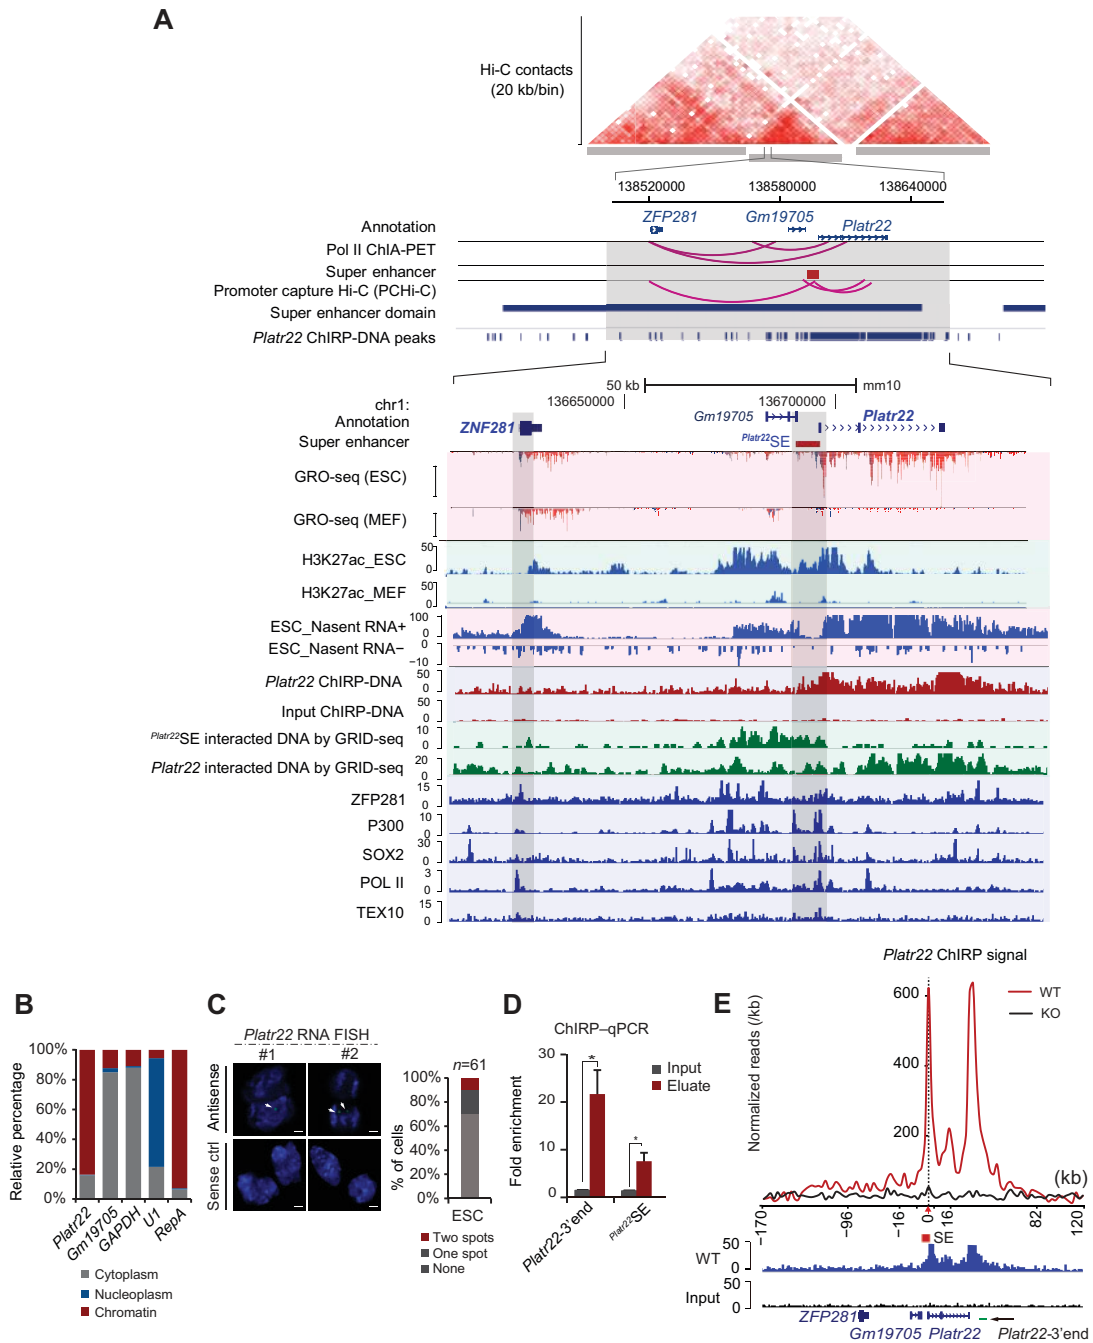 A
Hi-C contacts
(20 kb/bin)
138520000 138580000 138640000
Annotation
ZFP281 Gm19705 Platr22
Pol II ChIA-PET
Super enhancer
Promoter capture Hi-C (PCHi-C)
Super enhancer domain
Platr22 ChIRP-DNA peaks
50 kb mm10
chr1: 136650000 136700000
Annotation
ZNF281 Gm19705 Platr22
Super enhancer
Platr22SE
GRO-seq (ESC)
GRO-seq (MEF)
H3K27ac_ESC 50 0
H3K27ac_MEF 50 0
ESC_Nasent RNA+ 100 0
ESC_Nasent RNA− 0 −10
Platr22 ChIRP-DNA 50 0
Input ChIRP-DNA 50 0
Platr22SE interacted DNA by GRID-seq 10 0
Platr22 interacted DNA by GRID-seq 20 0
ZFP281 15 0
P300 10 0
SOX2 30 0
POL II 3 0
TEX10 15 0
B
Relative percentage
100%
80%
60%
40%
20%
0%
Platr22 Gm19705 GAPDH U1 RepA
Cytoplasm
Nucleoplasm
Chromatin
C
Platr22 RNA FISH
#1 #2
Antisense
Sense ctrl
n=61
% of cells
100%
80%
60%
40%
20%
0%
ESC
Two spots
One spot
None
D
ChIRP–qPCR
Fold enrichment
30
20
10
0
* *
Input
Eluate
Platr22-3'end Platr22SE
E
Platr22 ChIRP signal
Normalized reads (/kb)
600
400
200
WT
KO
(kb)
−170 −96 −16 0 16 82 120
SE
WT 50 0
Input 50 0
ZFP281 Gm19705 Platr22 Platr22-3'end